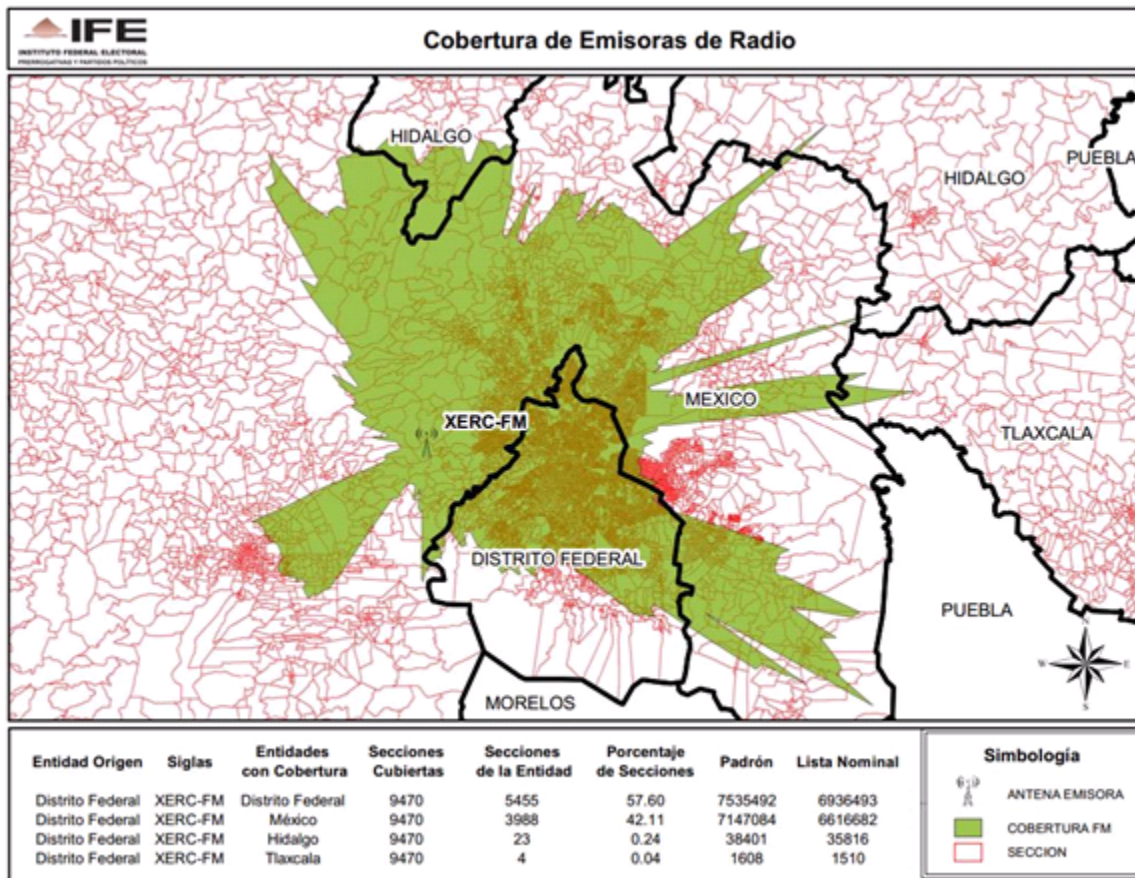 IFE
INSTITUTO FEDERAL ELECTORAL
PRERROGATIVAS Y PARTIDOS POLÍTICOS
Cobertura de Emisoras de Radio
HIDALGO
PUEBLA
HIDALGO
MEXICO
XERC-FM
TLAXCALA
DISTRITO FEDERAL
PUEBLA
N
W E
S
MORELOS
Entidad Origen Siglas Entidades con Cobertura Secciones Cubiertas Secciones de la Entidad Porcentaje de Secciones Padrón Lista Nominal
Distrito Federal XERC-FM Distrito Federal 9470 5455 57.60 7535492 6936493
Distrito Federal XERC-FM México 9470 3988 42.11 7147084 6616682
Distrito Federal XERC-FM Hidalgo 9470 23 0.24 38401 35816
Distrito Federal XERC-FM Tlaxcala 9470 4 0.04 1608 1510
Simbología
ANTENA EMISORA
COBERTURA FM
SECCION